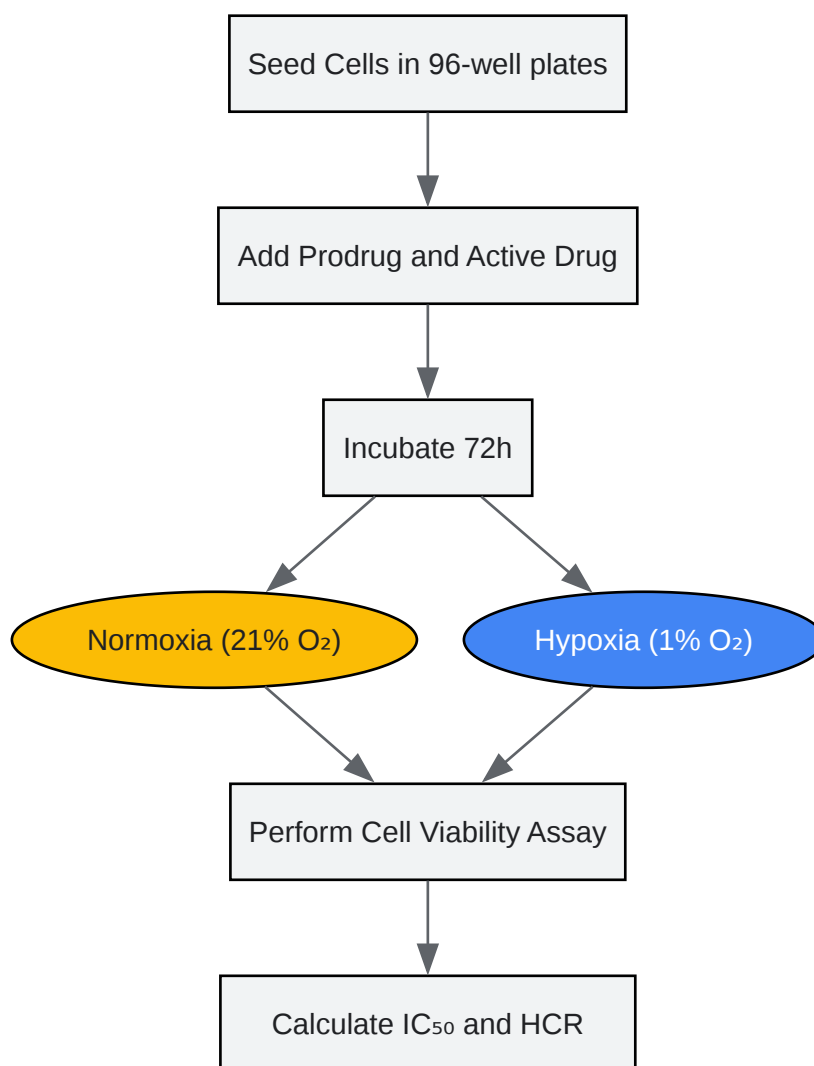 Seed Cells in 96-well plates
Add Prodrug and Active Drug
Incubate 72h
Normoxia (21% O₂)
Hypoxia (1% O₂)
Perform Cell Viability Assay
Calculate IC₅₀ and HCR